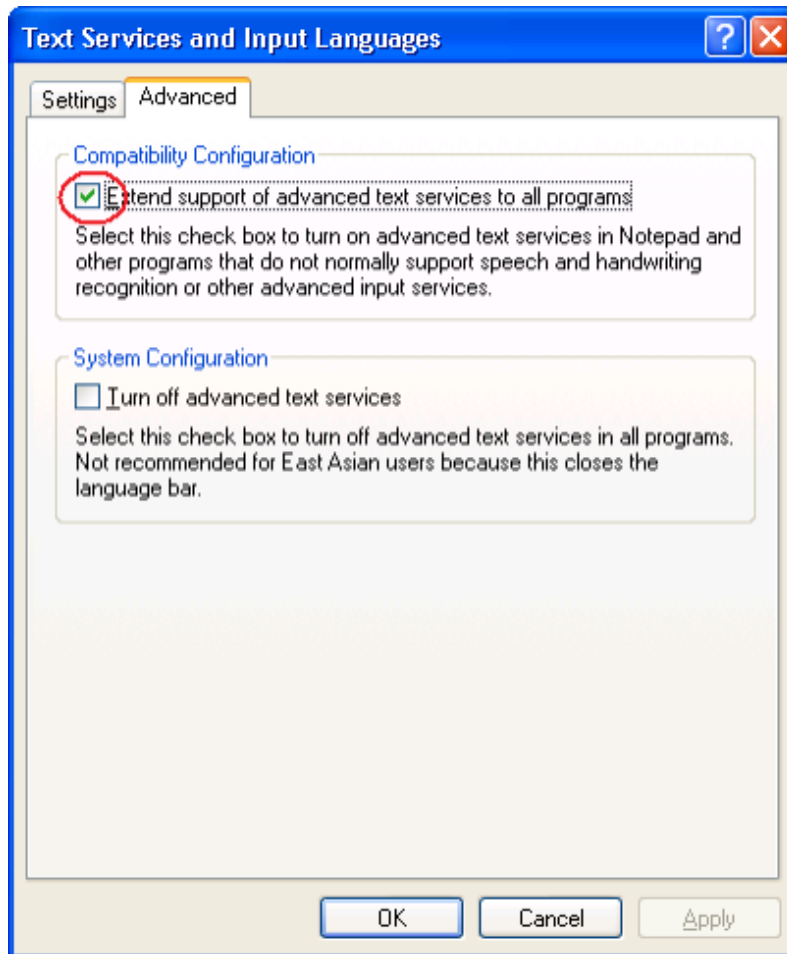 Text Services and Input Languages
Settings
Advanced
Compatibility Configuration
Extend support of advanced text services to all programs
Select this check box to turn on advanced text services in Notepad and
other programs that do not normally support speech and handwriting
recognition or other advanced input services.
System Configuration
Turn off advanced text services
Select this check box to turn off advanced text services in all programs.
Not recommended for East Asian users because this closes the
language bar.
OK
Cancel
Apply